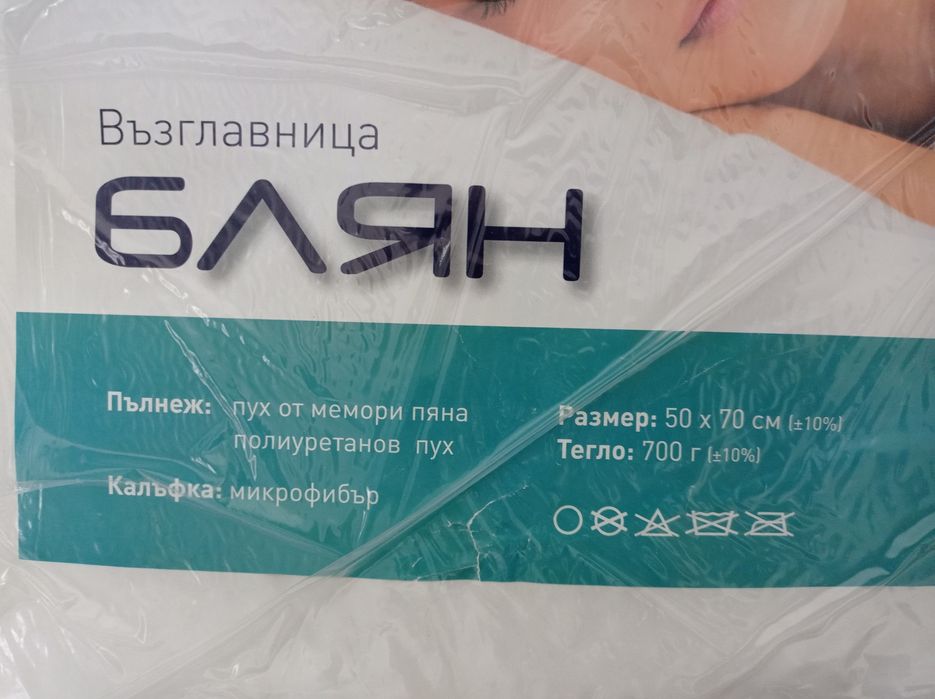 Възглавница
БЛЯН
Пълнеж: пух от мемори пяна
полиуретанов пух
Калъфка: микрофибър
Размер: 50 x 70 см (±10%)
Тегло: 700 г (±10%)